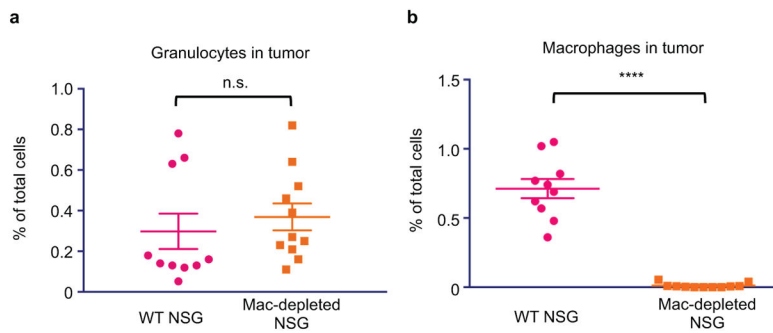 a
Granulocytes in tumor
n.s.
% of total cells
1.0
0.8
0.6
0.4
0.2
0
WT NSG
Mac-depleted
NSG
b
Macrophages in tumor
****
% of total cells
1.5
1.0
0.5
0
WT NSG
Mac-depleted
NSG